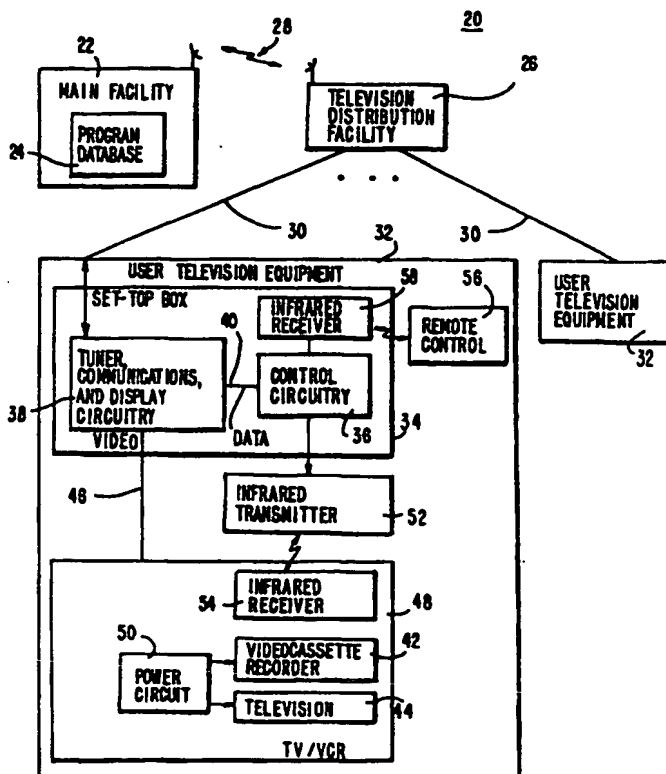 20
28
22
26
MAIN FACILITY
PROGRAM
DATABASE
24
TELEVISION
DISTRIBUTION
FACILITY
. . .
30
30
32
USER TELEVISION EQUIPMENT
58
56
SET-TOP BOX
INFRARED
RECEIVER
REMOTE
CONTROL
USER
TELEVISION
EQUIPMENT
32
40
TUNER,
COMMUNICATIONS,
AND DISPLAY
CIRCUITRY
38
CONTROL
CIRCUITRY
36
34
VIDEO
DATA
46
INFRARED
TRANSMITTER
52
INFRARED
RECEIVER
54
48
50
POWER
CIRCUIT
VIDEOCASSETTE
RECORDER
42
TELEVISION
44
TV/VCR